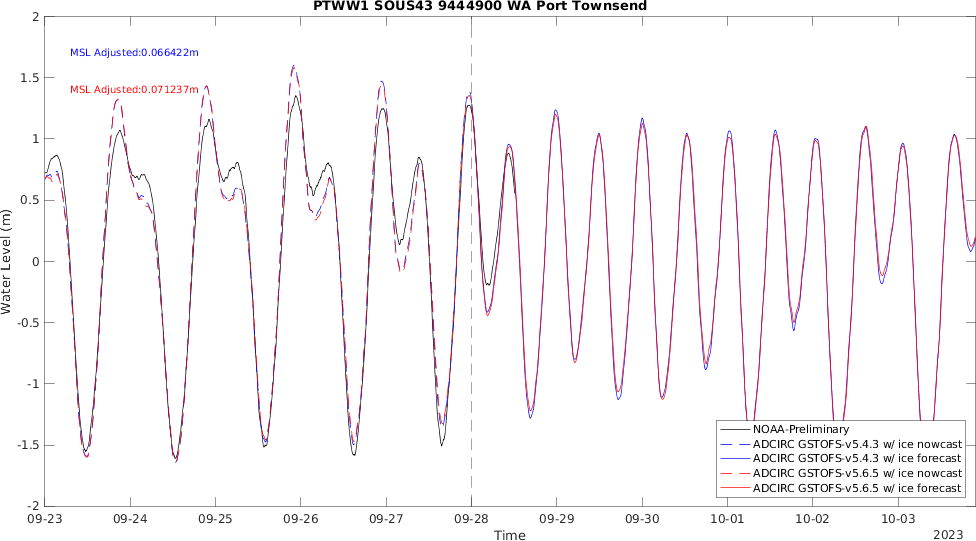 PTWW1 SOUS43 9444900 WA Port Townsend
MSL Adjusted:0.066422m
MSL Adjusted:0.071237m
Water Level (m)
2
1.5
1
0.5
0
-0.5
-1
-1.5
-2
NOAA-Preliminary
ADCIRC GSTOFS-v5.4.3 w/ ice nowcast
ADCIRC GSTOFS-v5.4.3 w/ ice forecast
ADCIRC GSTOFS-v5.6.5 w/ ice nowcast
ADCIRC GSTOFS-v5.6.5 w/ ice forecast
09-23 09-24 09-25 09-26 09-27 09-28 09-29 09-30 10-01 10-02 10-03
Time
2023